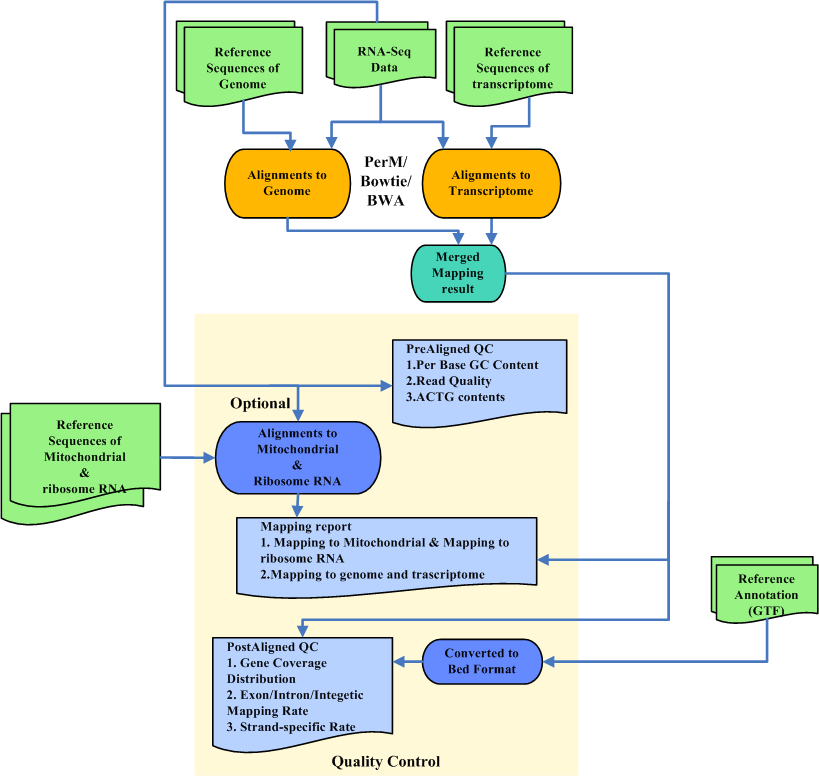 Reference
Sequences of
Genome
RNA-Seq
Data
Reference
Sequences of
transcriptome
Alignments to
Genome
PerM/
Bowtie/
BWA
Alignments to
Transcriptome
Merged
Mapping
result
PreAligned QC
1.Per Base GC Content
2.Read Quality
3.ACTG contents
Optional
Reference
Sequences of
Mitochondrial
&
ribosome RNA
Alignments to
Mitochondrial
&
Ribosome RNA
Mapping report
1. Mapping to Mitochondrial & Mapping to
ribosome RNA
2.Mapping to genome and trascriptome
Reference
Annotation
(GTF)
PostAligned QC
1. Gene Coverage
Distribution
2. Exon/Intron/Integetic
Mapping Rate
3. Strand-specific Rate
Converted to
Bed Format
Quality Control